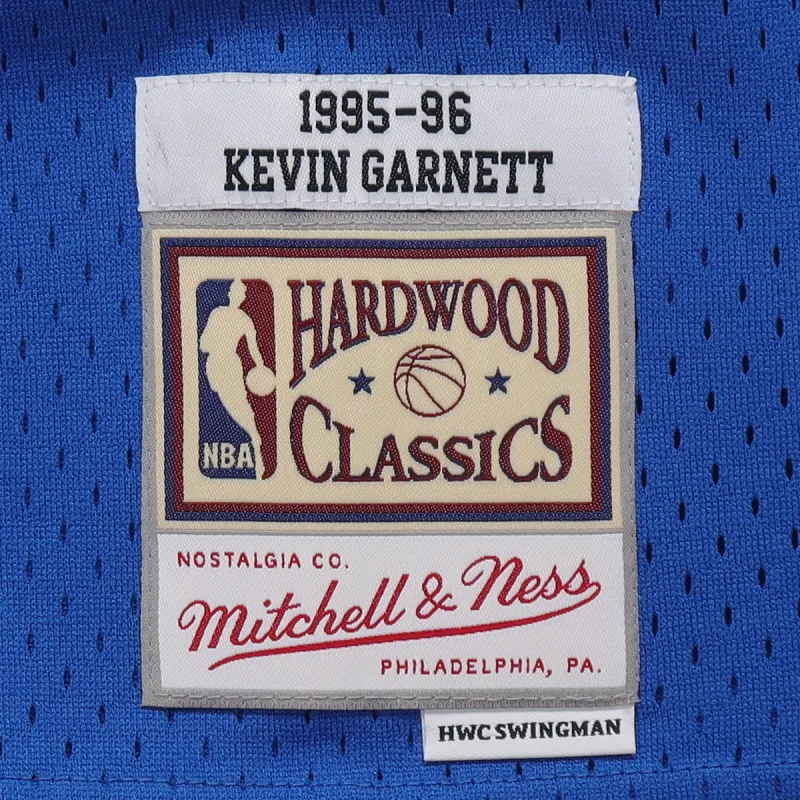 1995-96
KEVIN GARNETT
HARDWOOD
CLASSICS
NBA
NOSTALGIA CO.
Mitchell & Ness
PHILADELPHIA, PA.
HWC SWINGMAN